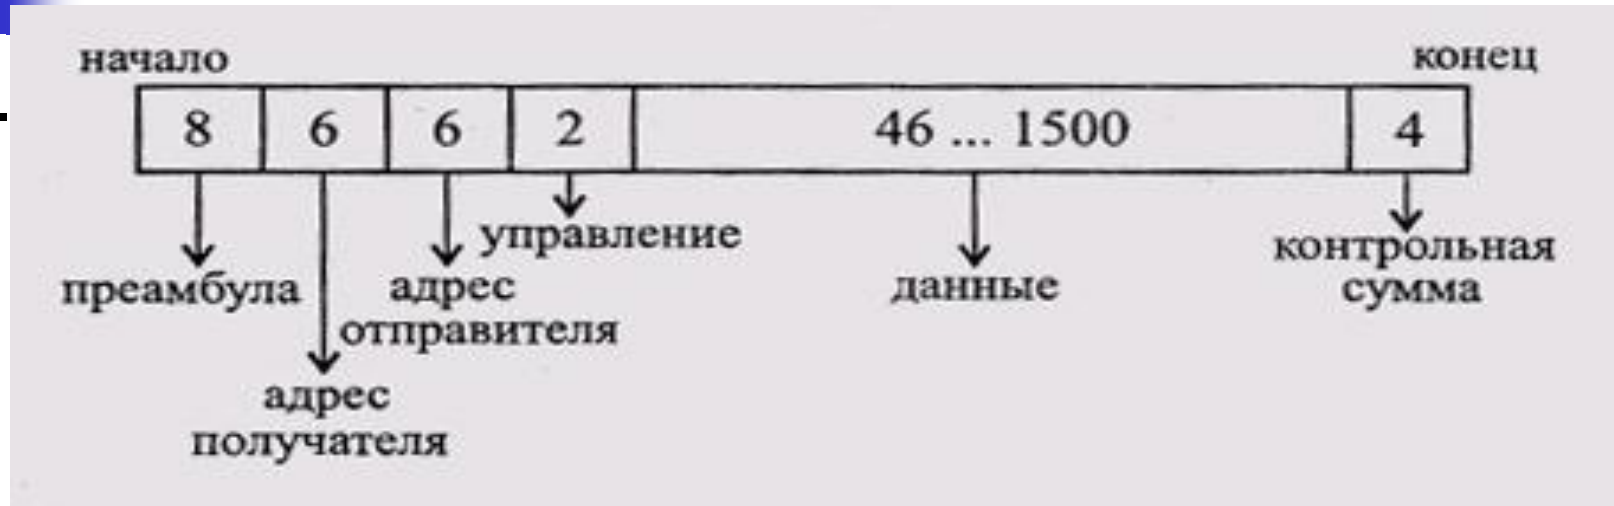 начало
конец
8 6 6 2 46 ... 1500 4
управление
преамбула
адрес
отправителя
адрес
получателя
данные
контрольная
сумма